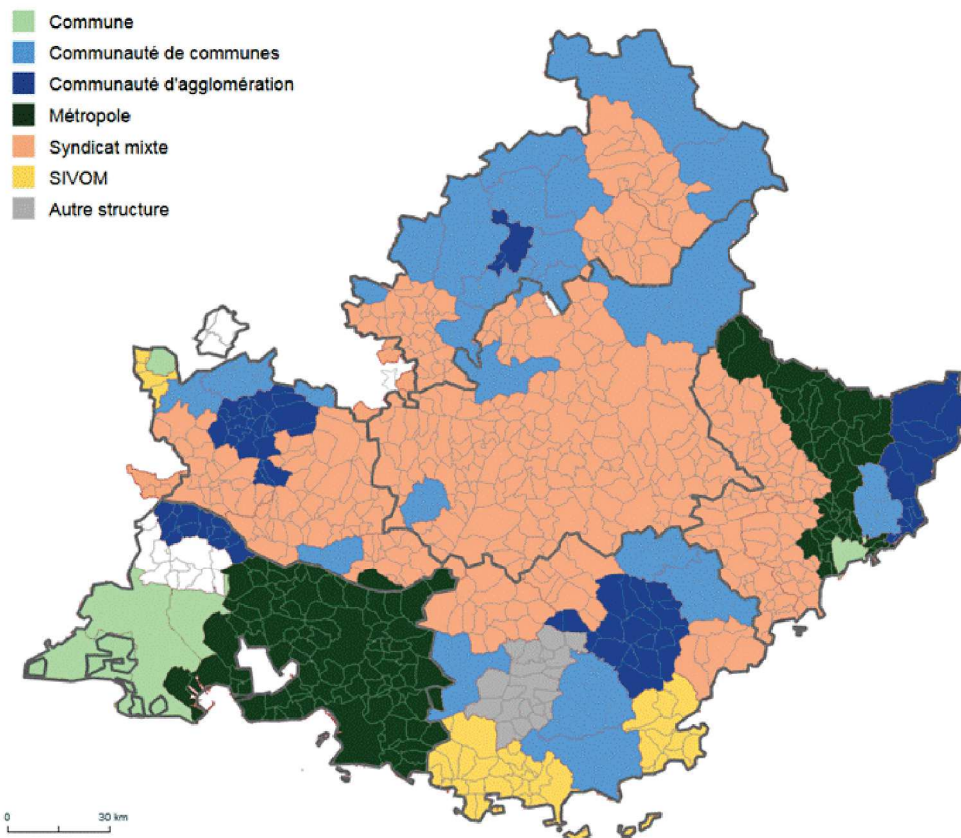 Commune
Communauté de communes
Communauté d'agglomération
Métropole
Syndicat mixte
SIVOM
Autre structure
0 30 km